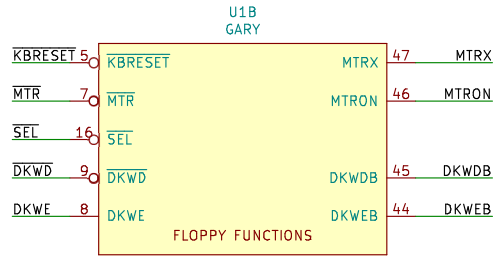 U1B
GARY
KBRESET 5 KBRESET MTRX 47 MTRX
MTR 7 MTR MTRON 46 MTRON
SEL 16 SEL
DKWD 9 DKWD DKWDB 45 DKWDB
DKWE 8 DKWE DKWEB 44 DKWEB
FLOPPY FUNCTIONS